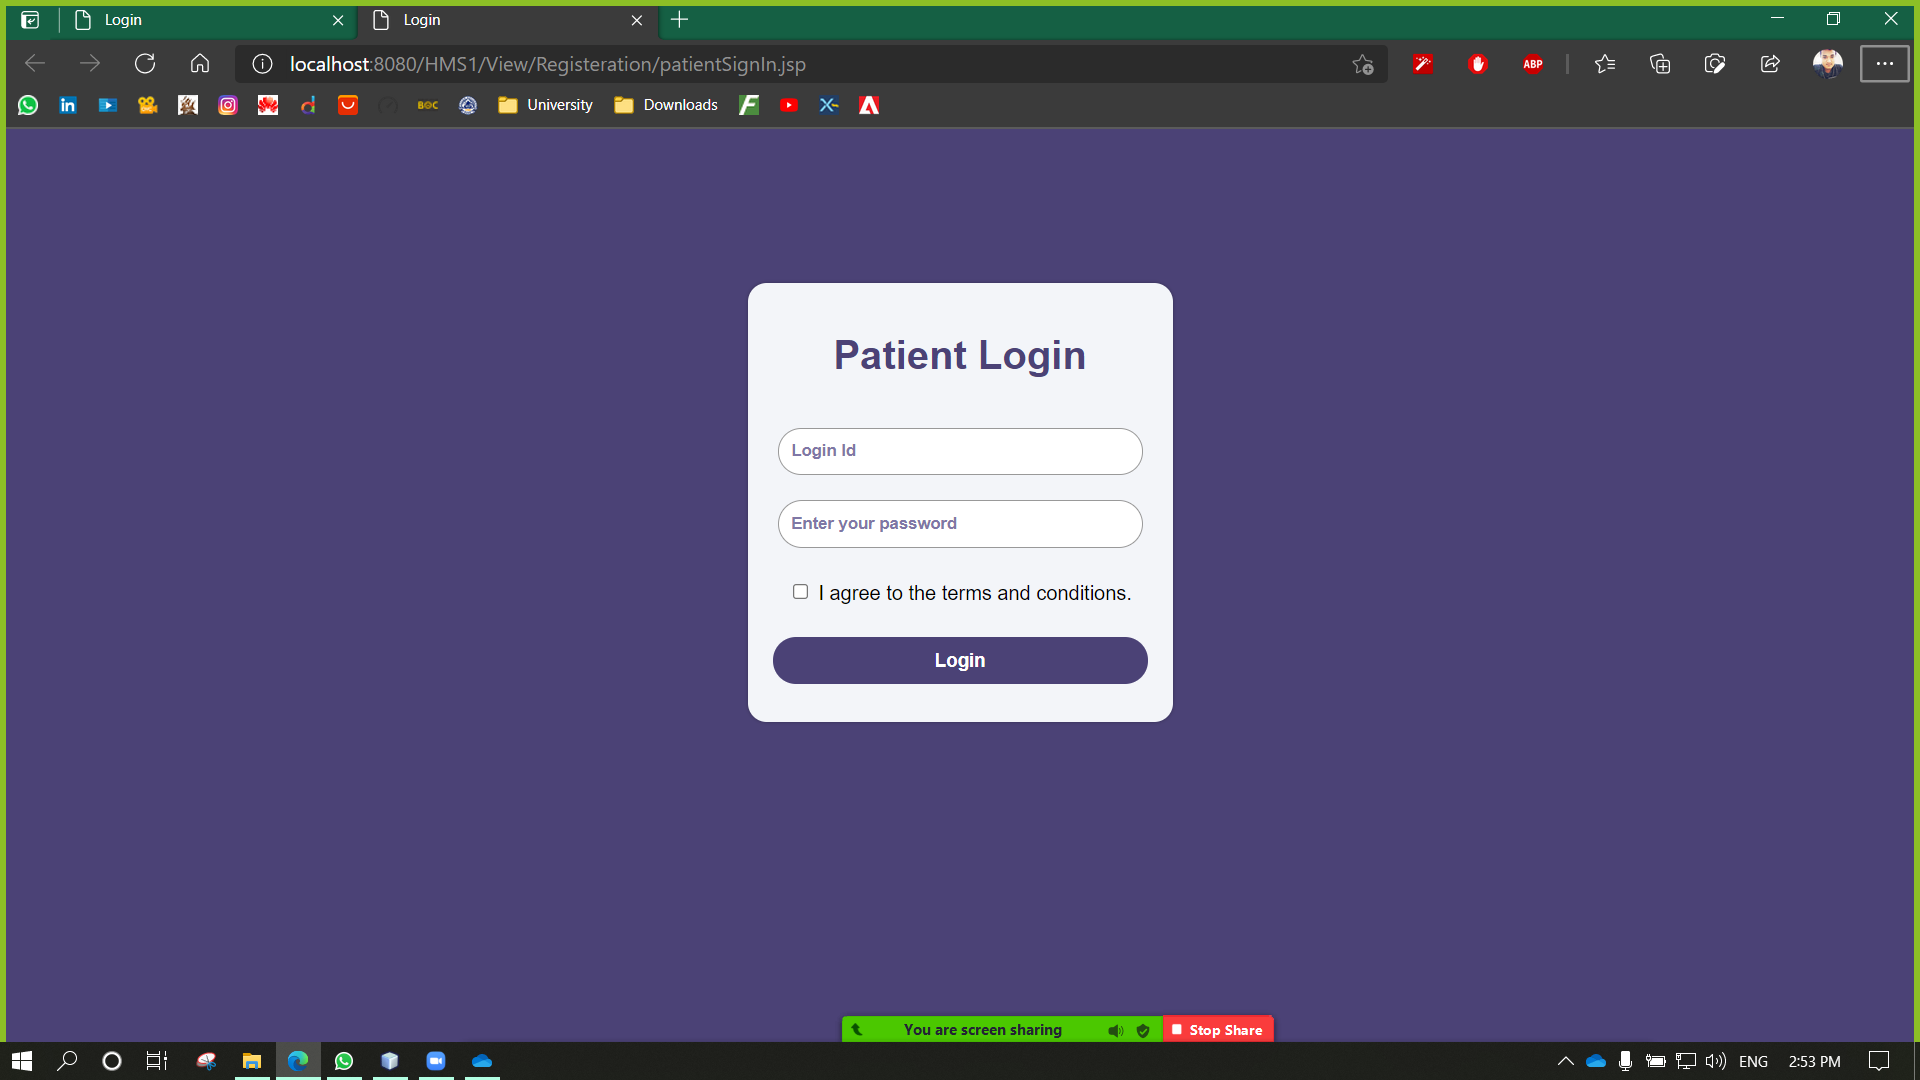 Login
Login
localhost:8080/HMS1/View/Registeration/patientSignIn.jsp
ABP
BOC
University
Downloads
Patient Login
Login Id
Enter your password
I agree to the terms and conditions.
Login
You are screen sharing
Stop Share
ENG
2:53 PM